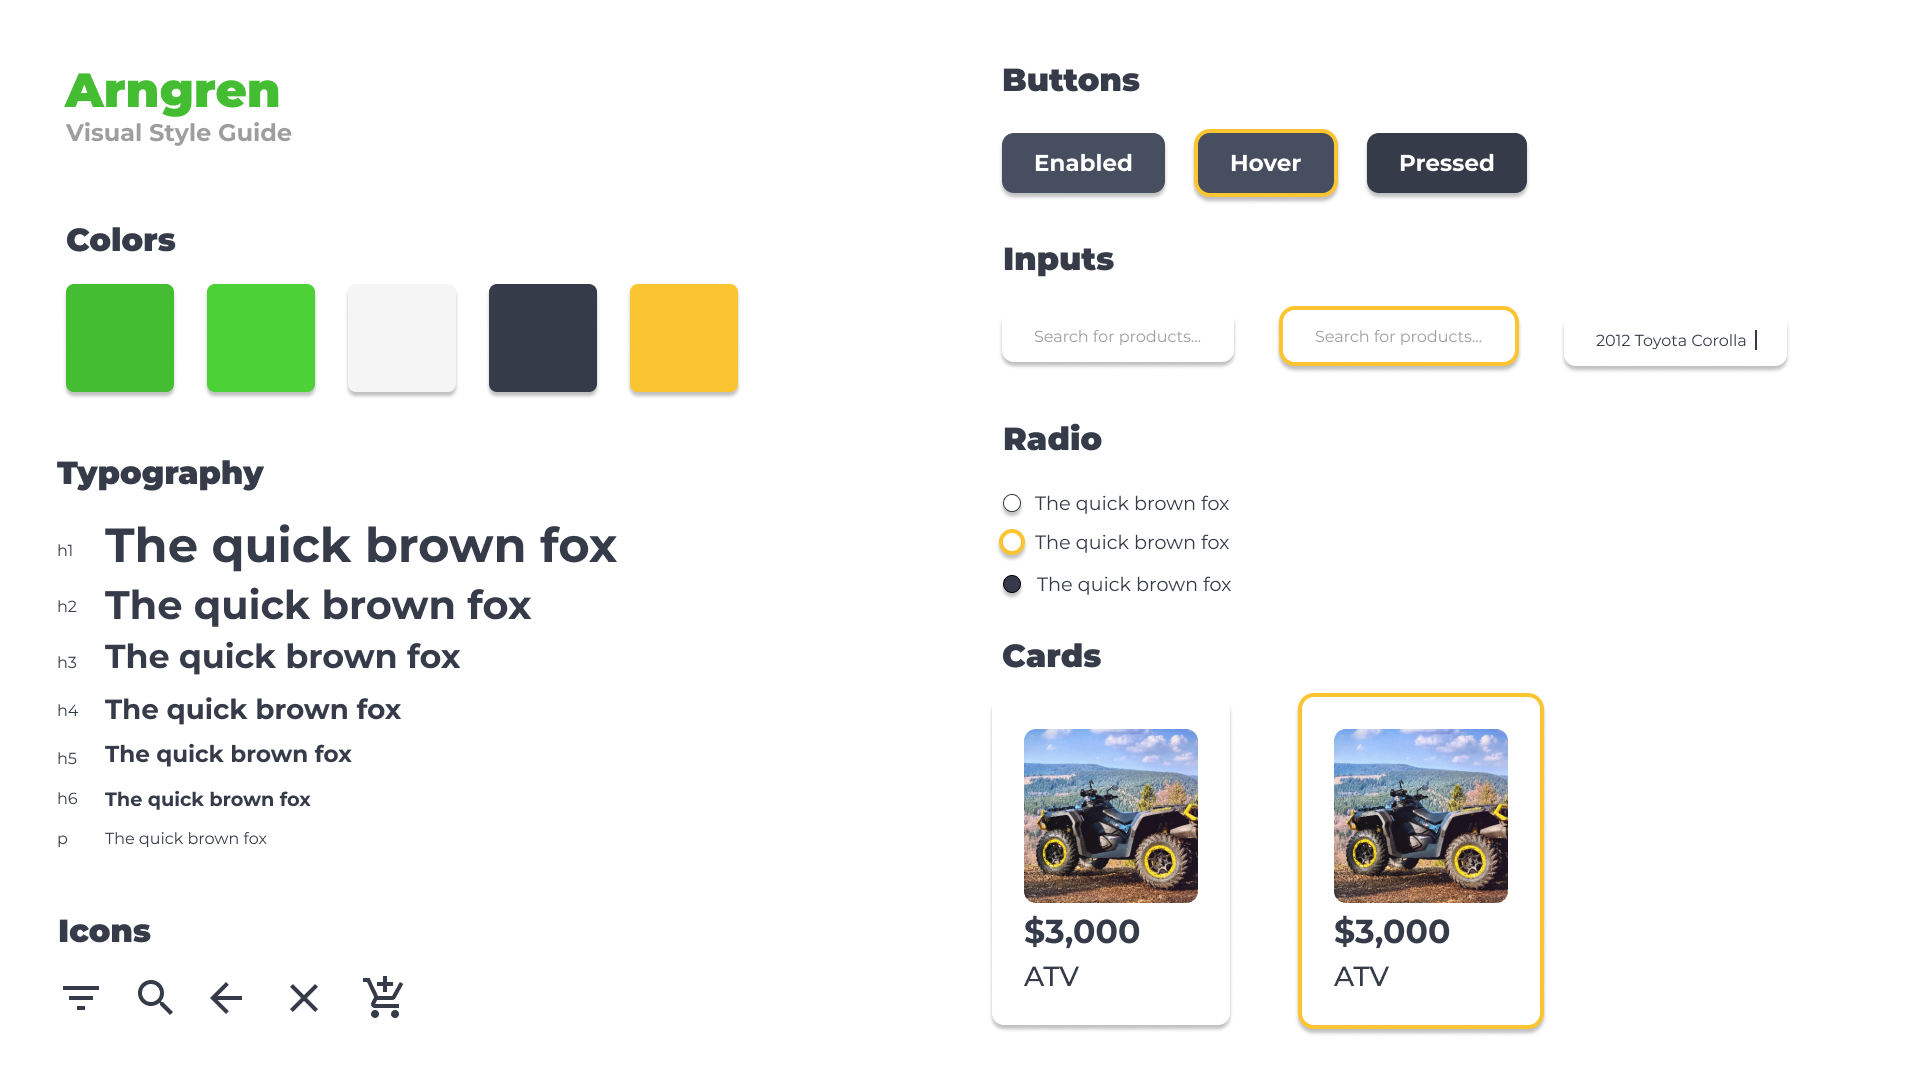 Arngren
Visual Style Guide
Colors
Typography
h1 The quick brown fox
h2 The quick brown fox
h3 The quick brown fox
h4 The quick brown fox
h5 The quick brown fox
h6 The quick brown fox
p The quick brown fox
Icons
Buttons
Enabled Hover Pressed
Inputs
Search for products... Search for products... 2012 Toyota Corolla
Radio
The quick brown fox
The quick brown fox
The quick brown fox
Cards
$3,000 $3,000
ATV ATV